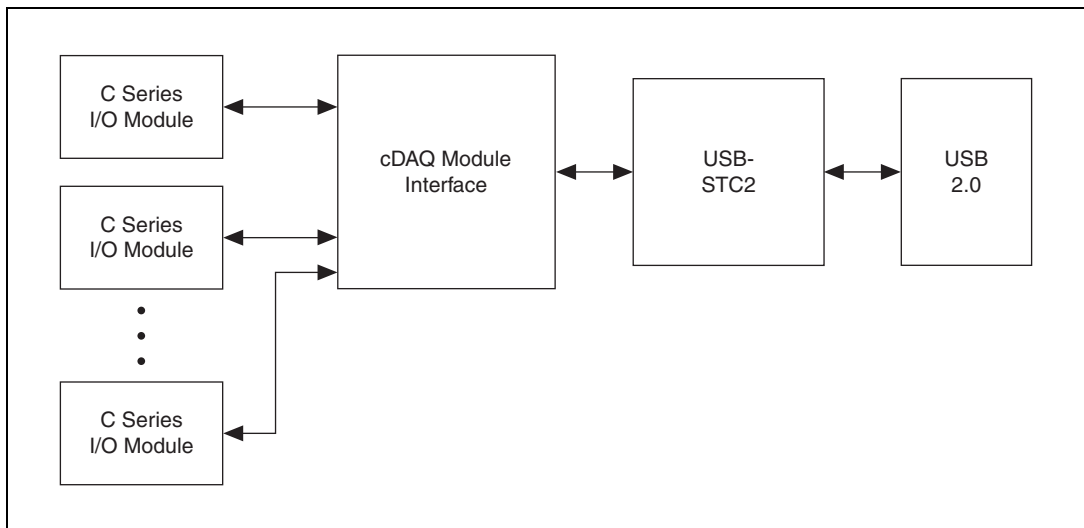 C Series
I/O Module
cDAQ Module
Interface
USB-
STC2
USB
2.0
C Series
I/O Module
C Series
I/O Module